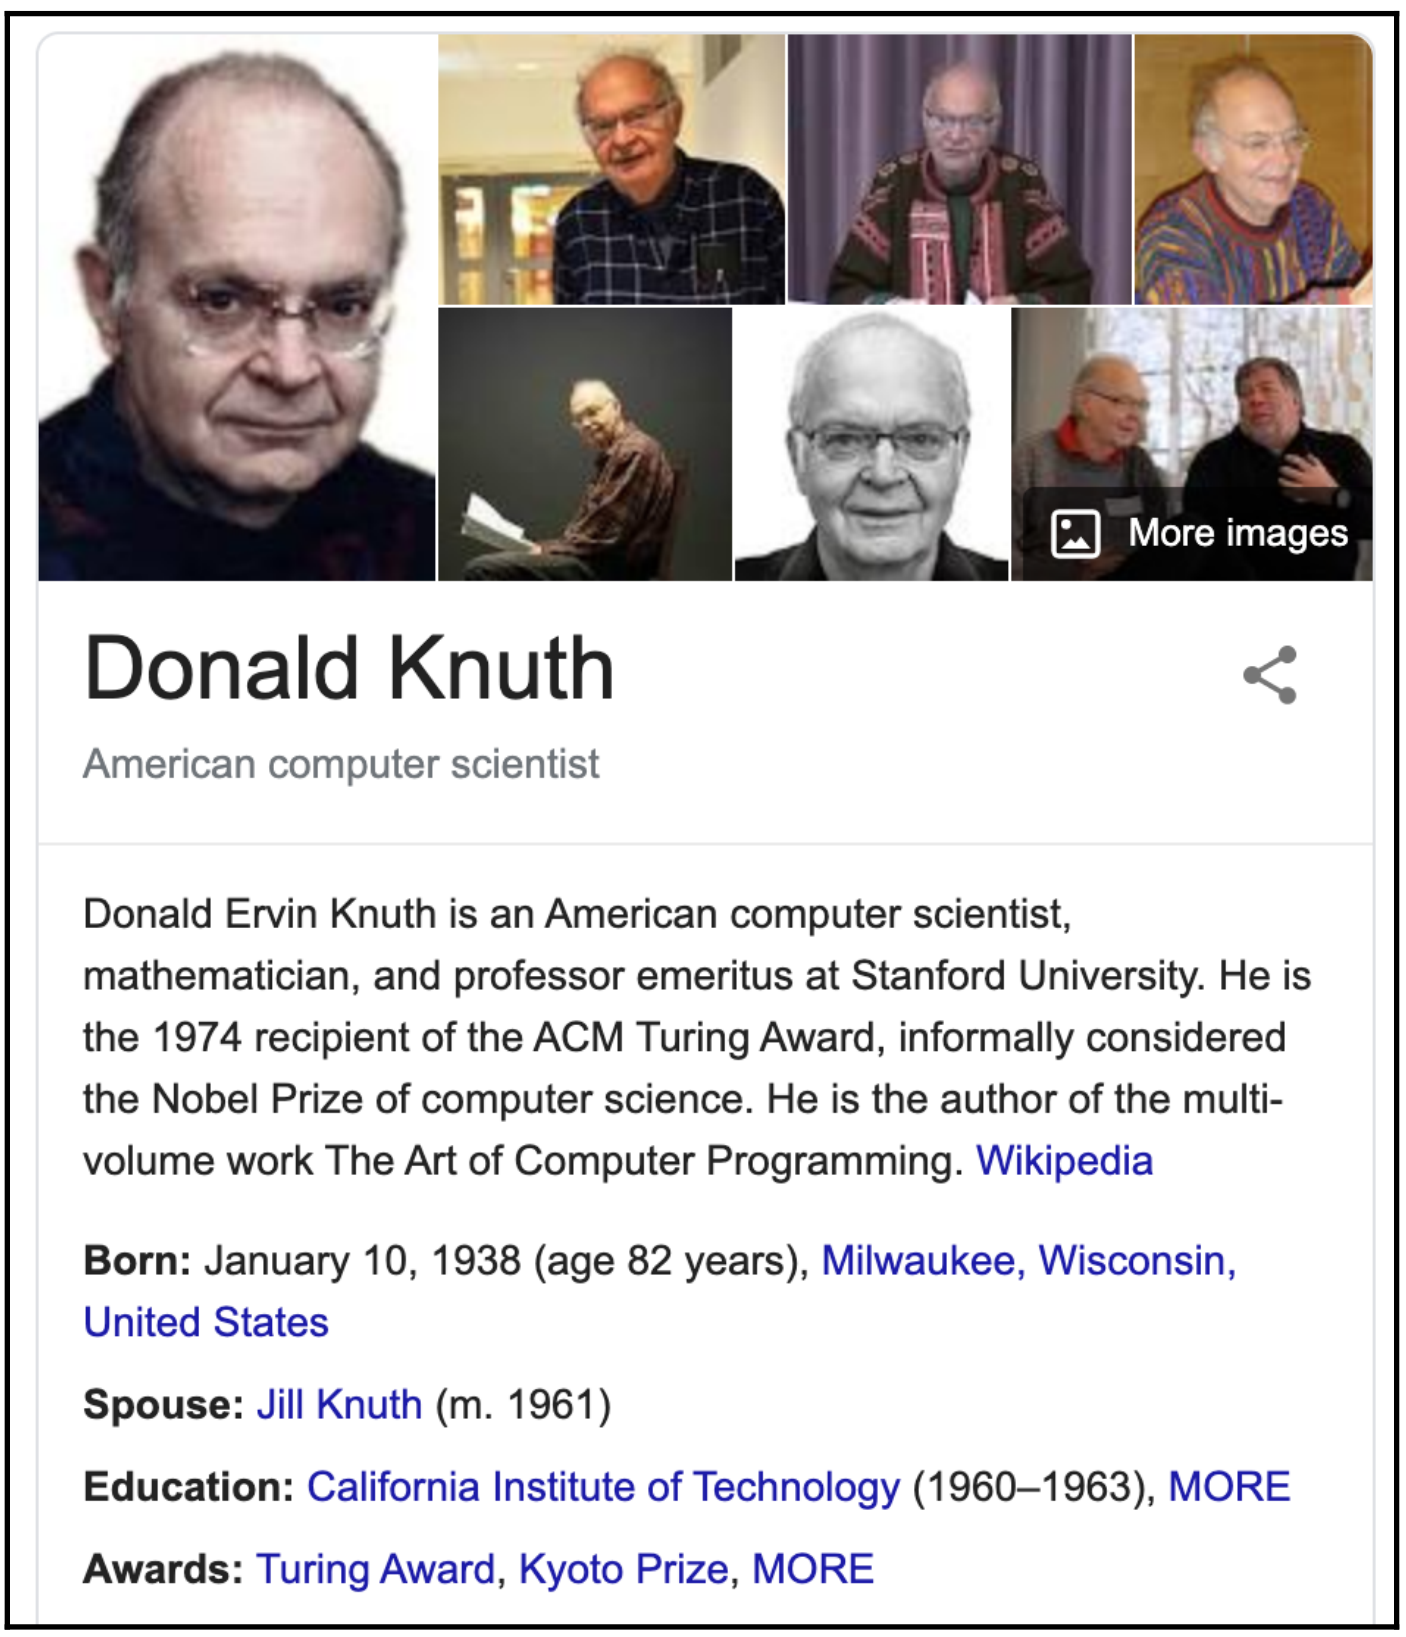 More images
Donald Knuth
American computer scientist
Donald Ervin Knuth is an American computer scientist,
mathematician, and professor emeritus at Stanford University. He is
the 1974 recipient of the ACM Turing Award, informally considered
the Nobel Prize of computer science. He is the author of the multi-
volume work The Art of Computer Programming. Wikipedia
Born: January 10, 1938 (age 82 years), Milwaukee, Wisconsin,
United States
Spouse: Jill Knuth (m. 1961)
Education: California Institute of Technology (1960–1963), MORE
Awards: Turing Award, Kyoto Prize, MORE